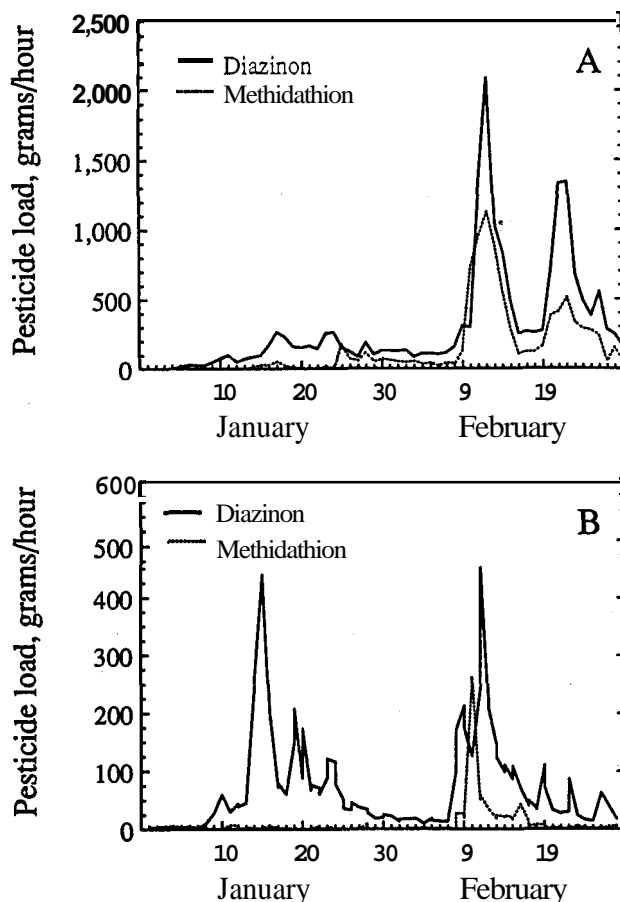 2,500
Diazinon
A
Methidathion
2,000
1,500
1,000
500
0
Pesticide load, grams/hour
10 20 30 9 19
January February
600
Diazinon
B
Methidathion
500
400
300
200
100
0
Pesticide load, grams/hour
10 20 30 9 19
January February